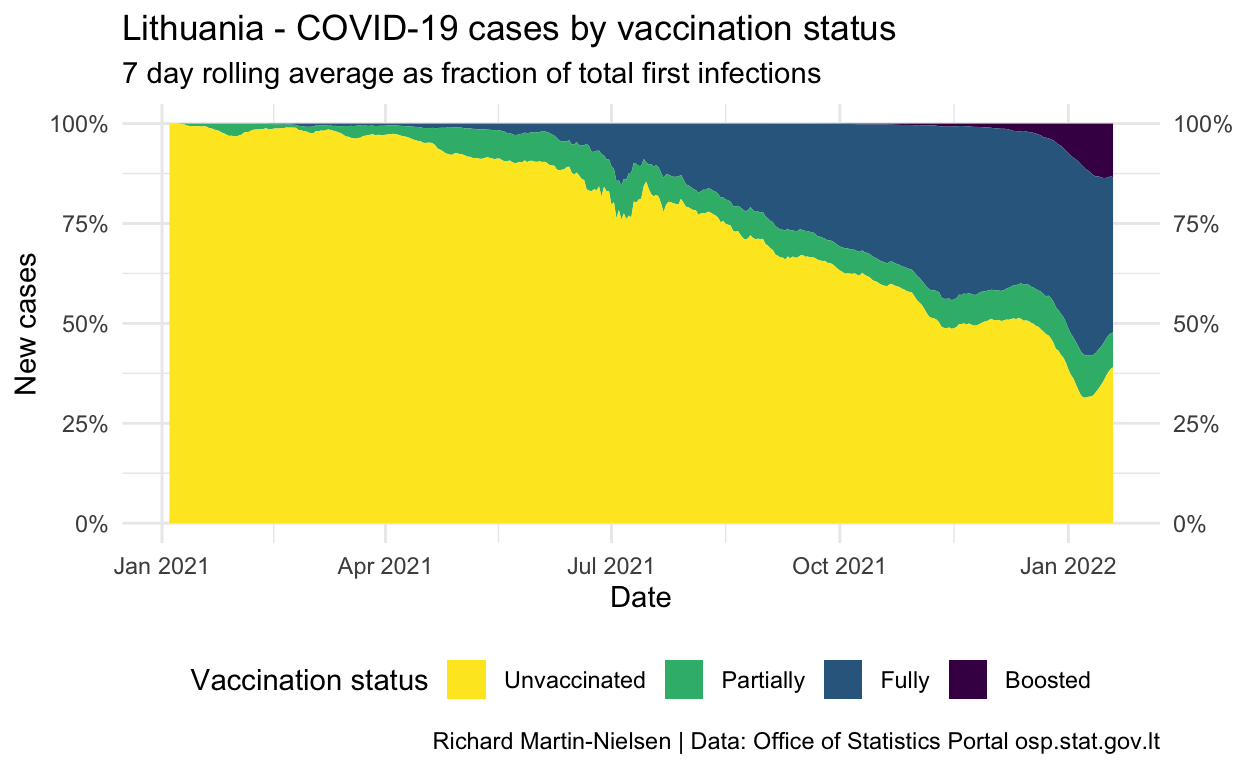 Lithuania - COVID-19 cases by vaccination status
7 day rolling average as fraction of total first infections
100% 100%
75% 75%
50% 50%
25% 25%
0% 0%
New cases
Jan 2021 Apr 2021 Jul 2021 Oct 2021 Jan 2022
Date
Vaccination status Unvaccinated Partially Fully Boosted
Richard Martin-Nielsen | Data: Office of Statistics Portal osp.stat.gov.lt